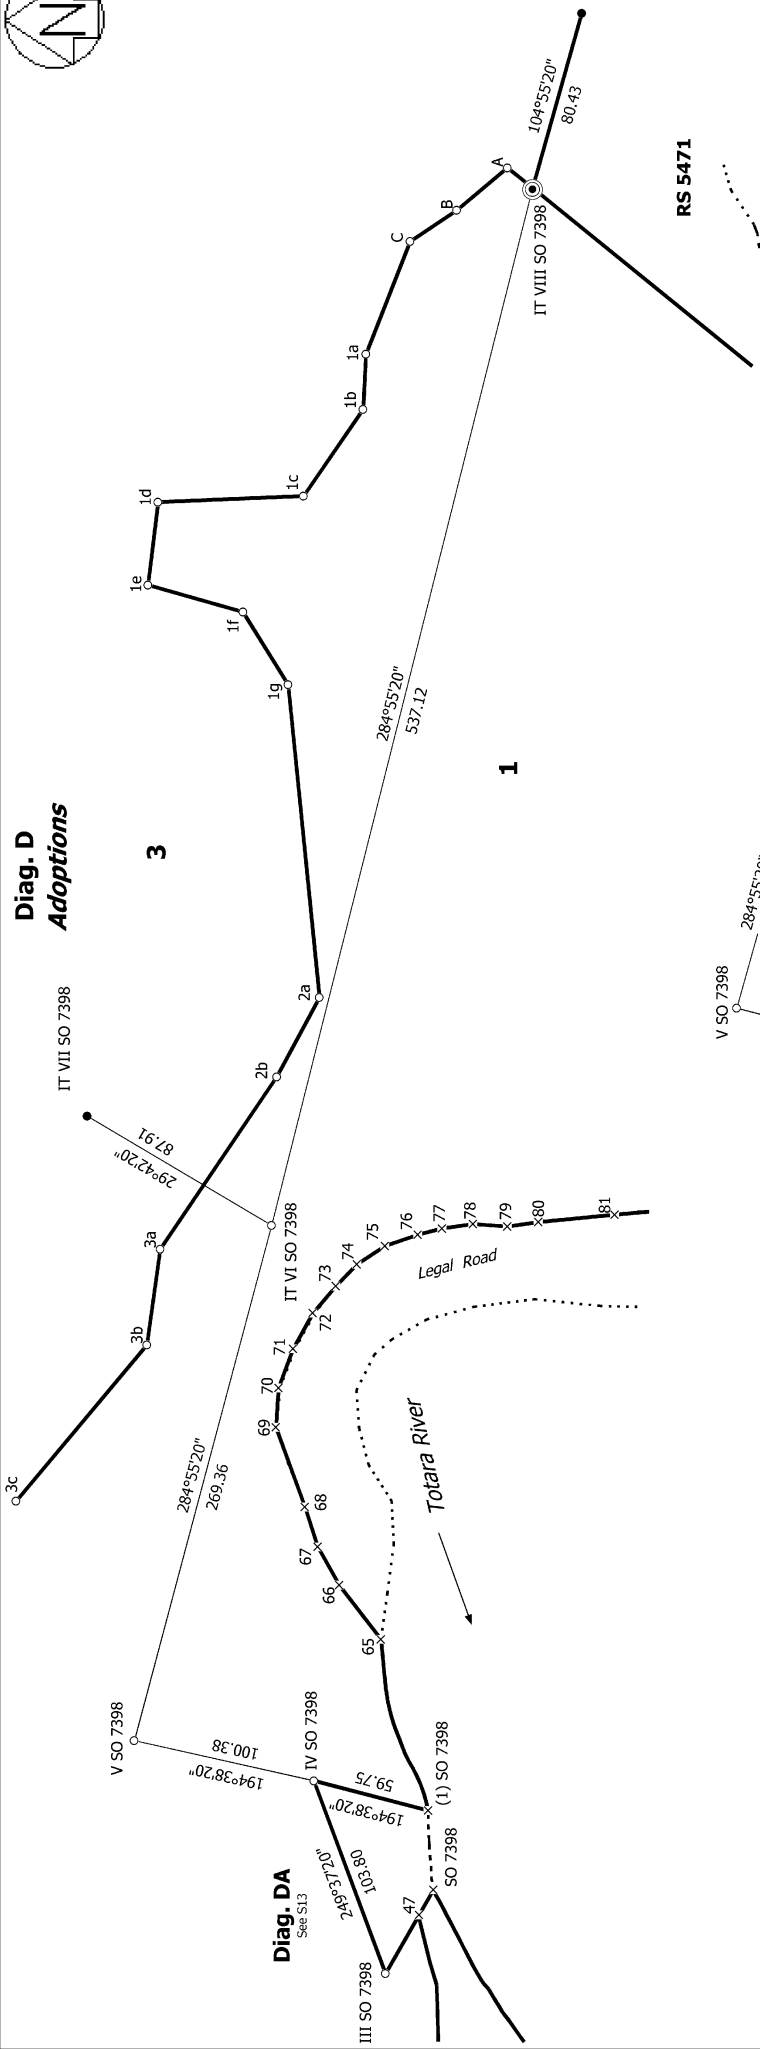 N
Diag. D
Adoptions
3
1
RS 5471
104°55'20"
80.43
A
B
C
IT VIII SO 7398
1a
1b
1c
1d
1e
1f
1g
284°55'20"
537.12
2a
2b
IT VII SO 7398
29°42'20"
87.91
IT VI SO 7398
3a
3b
3c
284°55'20"
269.36
V SO 7398
194°38'20"
100.38
IV SO 7398
194°38'20"
59.75
(1) SO 7398
SO 7398
Diag. DA
See S13
249°37'20"
103.80
III SO 7398
47
65
66
67
68
69
70
71
72
73
74
75
76
77
78
79
80
81
Legal Road
Totara River
V SO 7398
284°55'20"